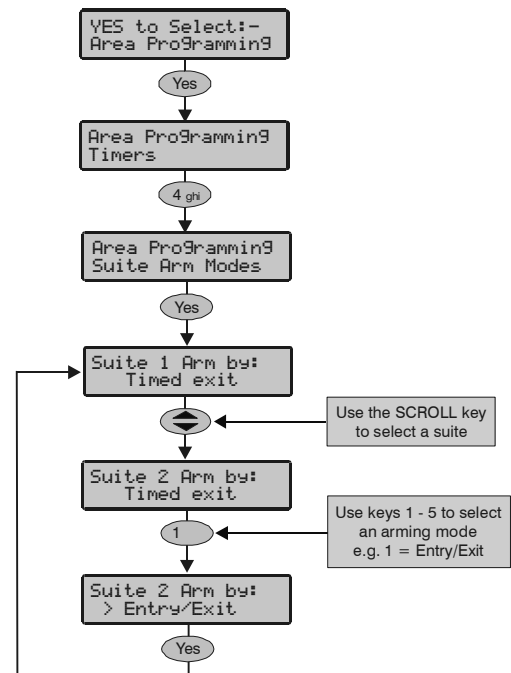 YES to Select:-
Area Programming
Yes
Area Programming
Timers
4 ghi
Area Programming
Suite Arm Modes
Yes
Suite 1 Arm by:
Timed exit
Use the SCROLL key
to select a suite
Suite 2 Arm by:
Timed exit
Use keys 1 - 5 to select
an arming mode
e.g. 1 = Entry/Exit
1
Suite 2 Arm by:
> Entry/Exit
Yes